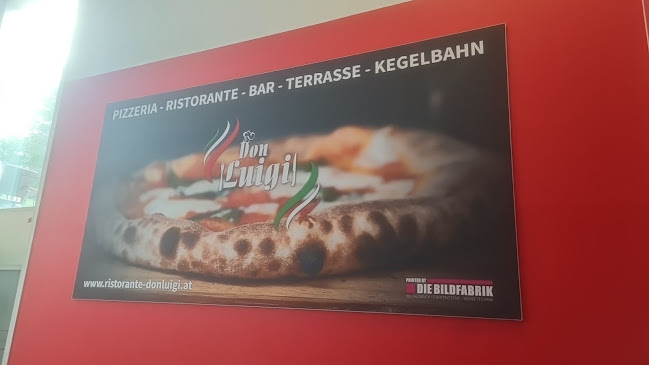 PIZZERIA - RISTORANTE - BAR - TERRASSE - KEGELBAHN
Don
Luigi
www.ristorante-donluigi.at
PRINTED BY
DIE BILDFABRIK